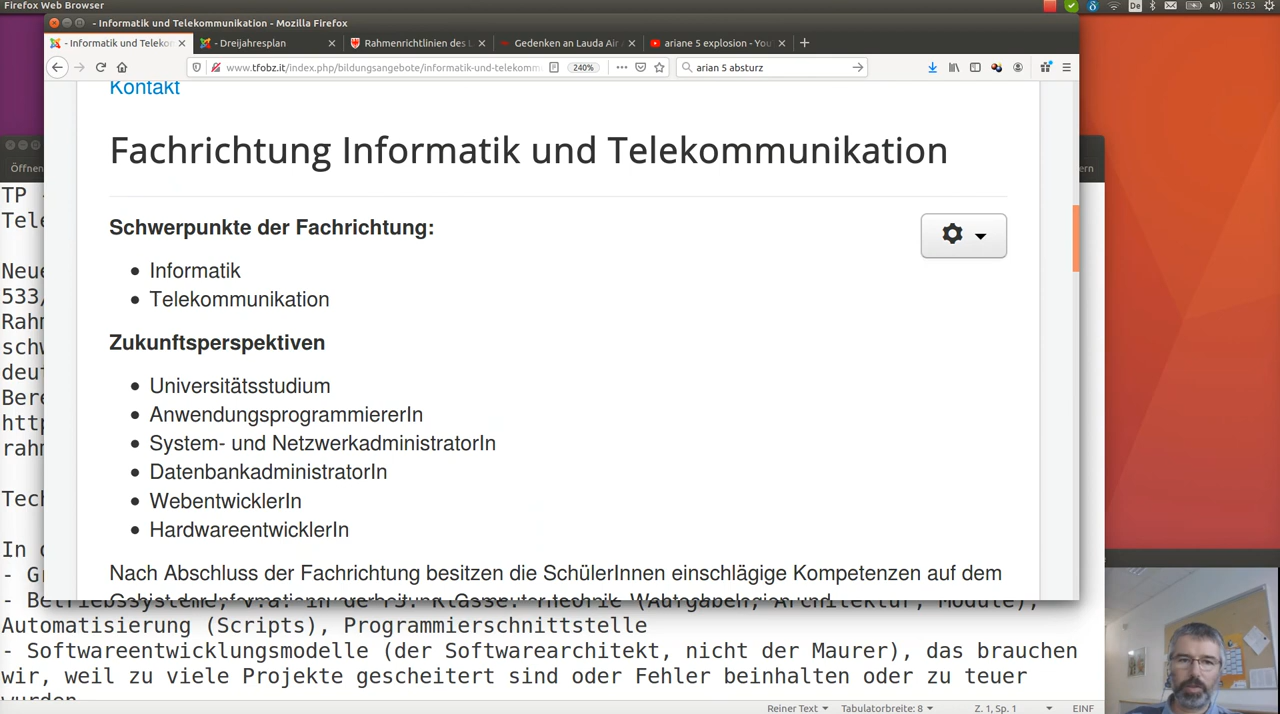 Firefox Web Browser
De
16:53
- Informatik und Telekommunikation - Mozilla Firefox
- Informatik und Teleko
- Dreijahresplan
Rahmenrichtlinien des L
Gedenken an Lauda Air
ariane 5 explosion - You
www.tfobz.it/index.php/bildungsangebote/informatik-und-telekomm
240%
arian 5 absturz
Kontakt
Fachrichtung Informatik und Telekommunikation
Öffnen
ern
TP
Tele
Schwerpunkte der Fachrichtung:
Informatik
Telekommunikation
Neue
533/
Rahm
schw
deut
Bere
http
rahm
Zukunftsperspektiven
Universitätsstudium
AnwendungsprogrammiererIn
System- und NetzwerkadministratorIn
DatenbankadministratorIn
WebentwicklerIn
HardwareentwicklerIn
Tech
In
Nach Abschluss der Fachrichtung besitzen die SchülerInnen einschlägige Kompetenzen auf dem
- Gr
Automatisierung (Scripts), Programmierschnittstelle
- Softwareentwicklungsmodelle (der Softwarearchitekt, nicht der Maurer), das brauchen
wir, weil zu viele Projekte gescheitert sind oder Fehler beinhalten oder zu teuer
wurden
Reiner Text
Tabulatorbreite: 8
Z. 1, Sp. 1
EINF